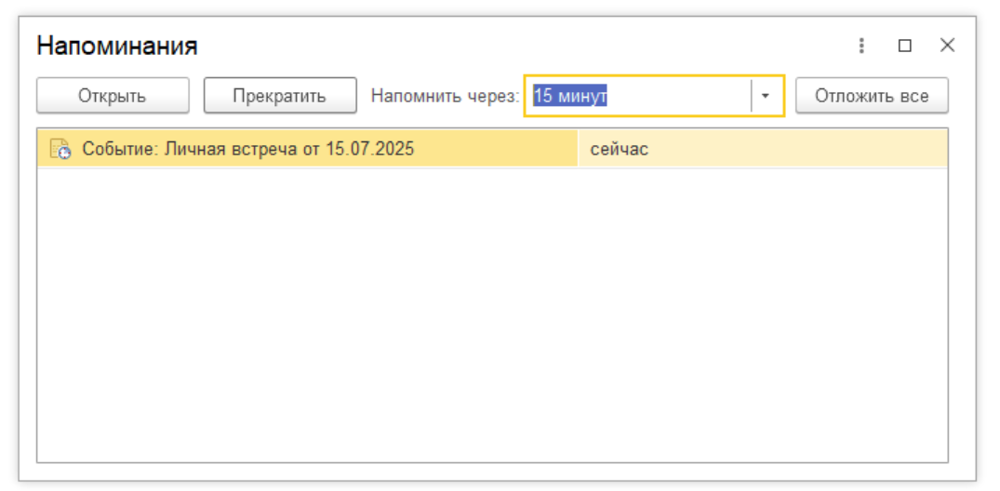 Напоминания
Открыть Прекратить Напомнить через: 15 минут Отложить все
Событие: Личная встреча от 15.07.2025 сейчас